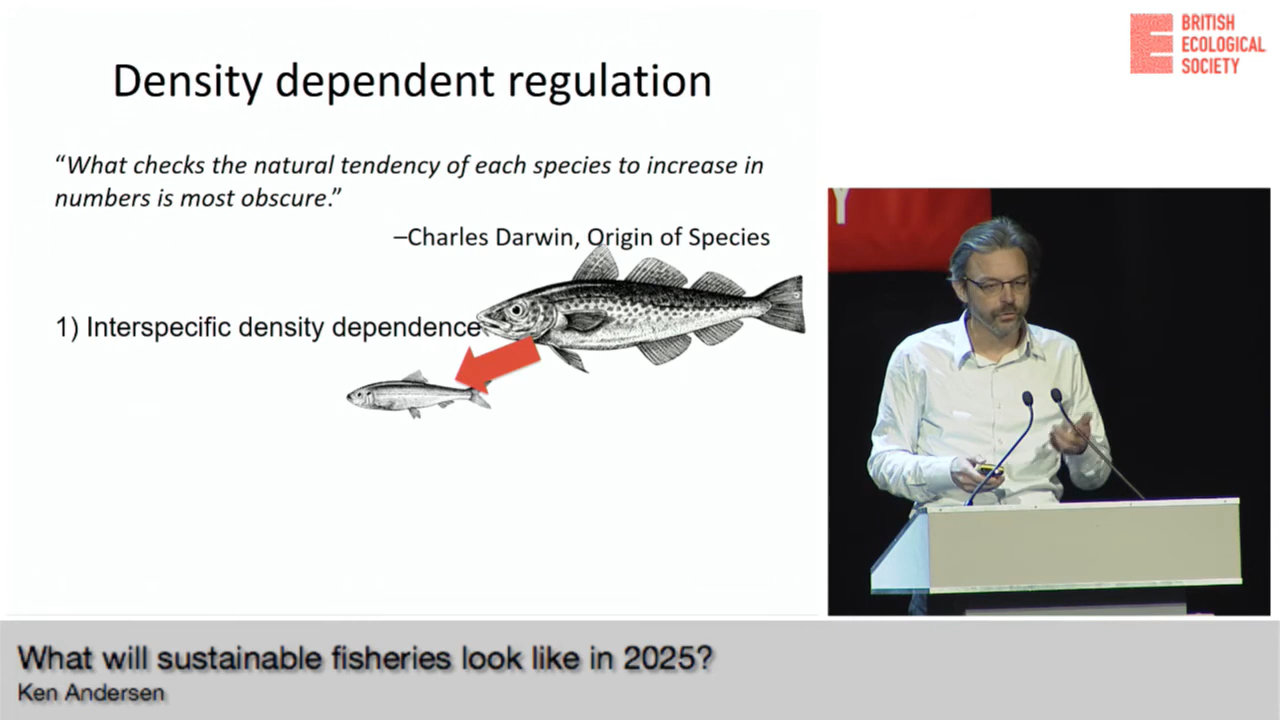 Density dependent regulation
“What checks the natural tendency of each species to increase in
numbers is most obscure.”
–Charles Darwin, Origin of Species
1) Interspecific density dependence
BRITISH
ECOLOGICAL
SOCIETY
Y
What will sustainable fisheries look like in 2025?
Ken Andersen